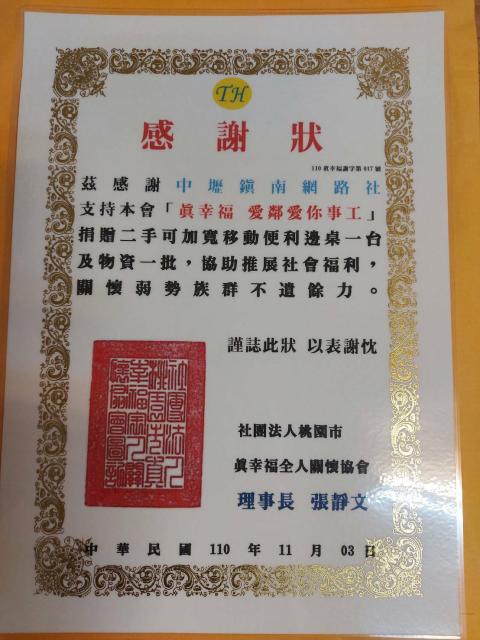 TH
感謝狀
110 真幸福謝字第 017 號
茲感謝 中壢鎮南網路社
支持本會「真幸福 愛鄰愛你事工」
捐贈二手可加寬移動便利邊桌一台
及物資一批，協助推展社會福利，
關懷弱勢族群不遺餘力。
謹誌此狀 以表謝忱
社團法人桃園市
真幸福全人關懷協會
理事長 張靜文
中華民國 110 年 11 月 03 日